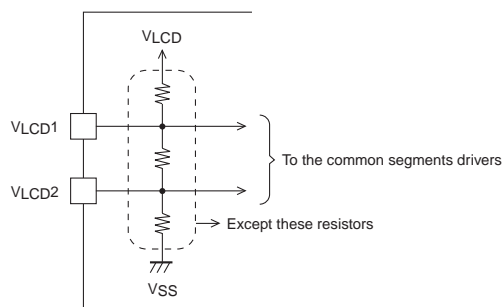 VLCD
VLCD1
To the common segments drivers
VLCD2
Except these resistors
VSS